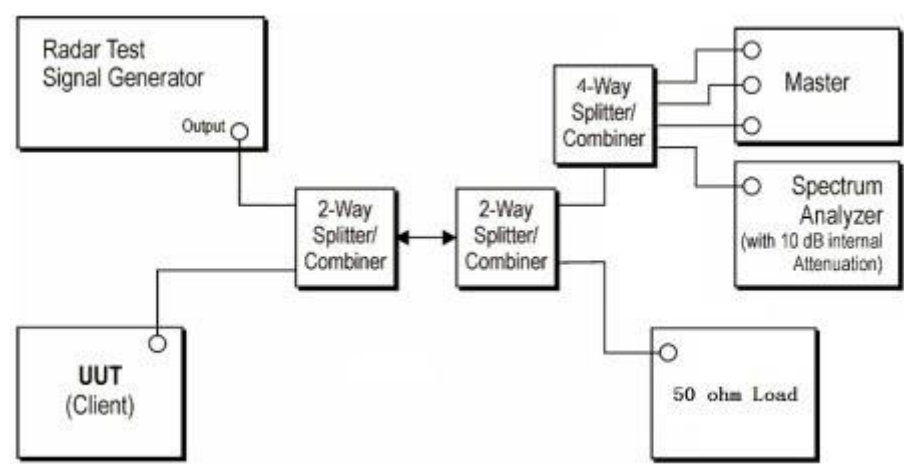 Radar Test
Signal Generator
Output
4-Way
Splitter/
Combiner
Master
2-Way
Splitter/
Combiner
2-Way
Splitter/
Combiner
Spectrum
Analyzer
(with 10 dB internal
Attenuation)
UUT
(Client)
50 ohm Load